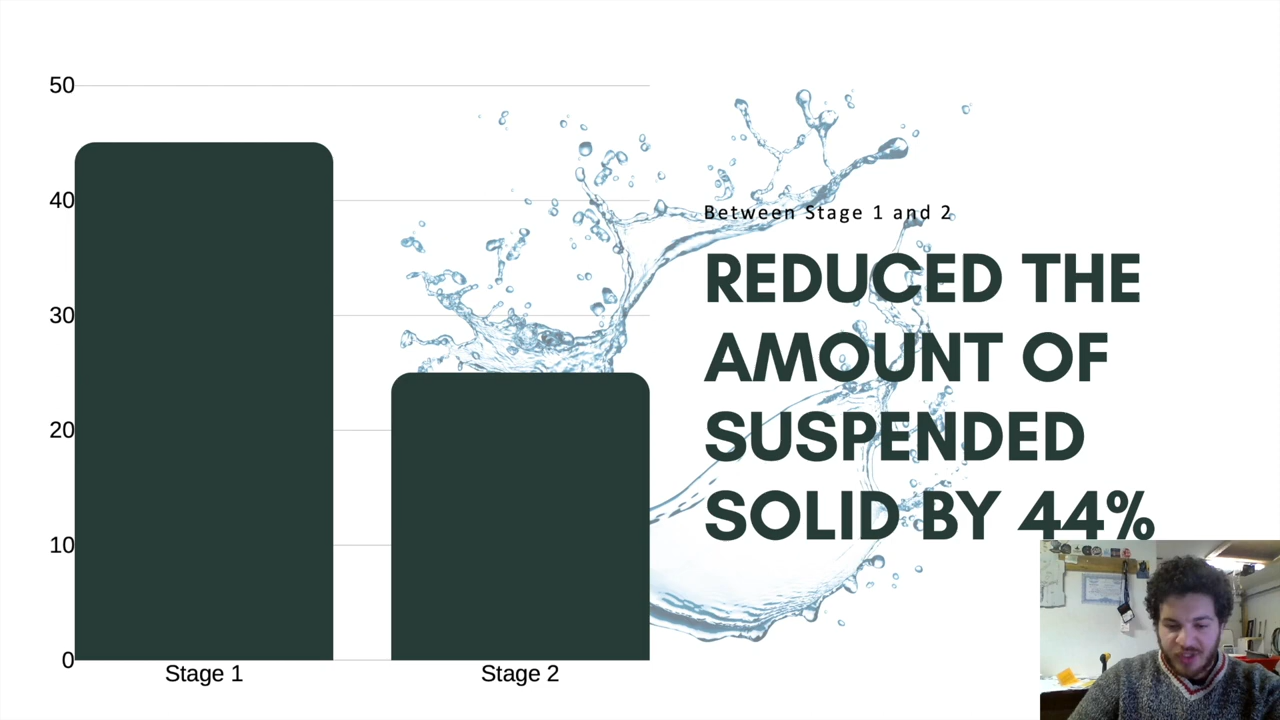 50
40
30
20
10
0
Stage 1
Stage 2
Between Stage 1 and 2
REDUCED THE
AMOUNT OF
SUSPENDED
SOLID BY 44%